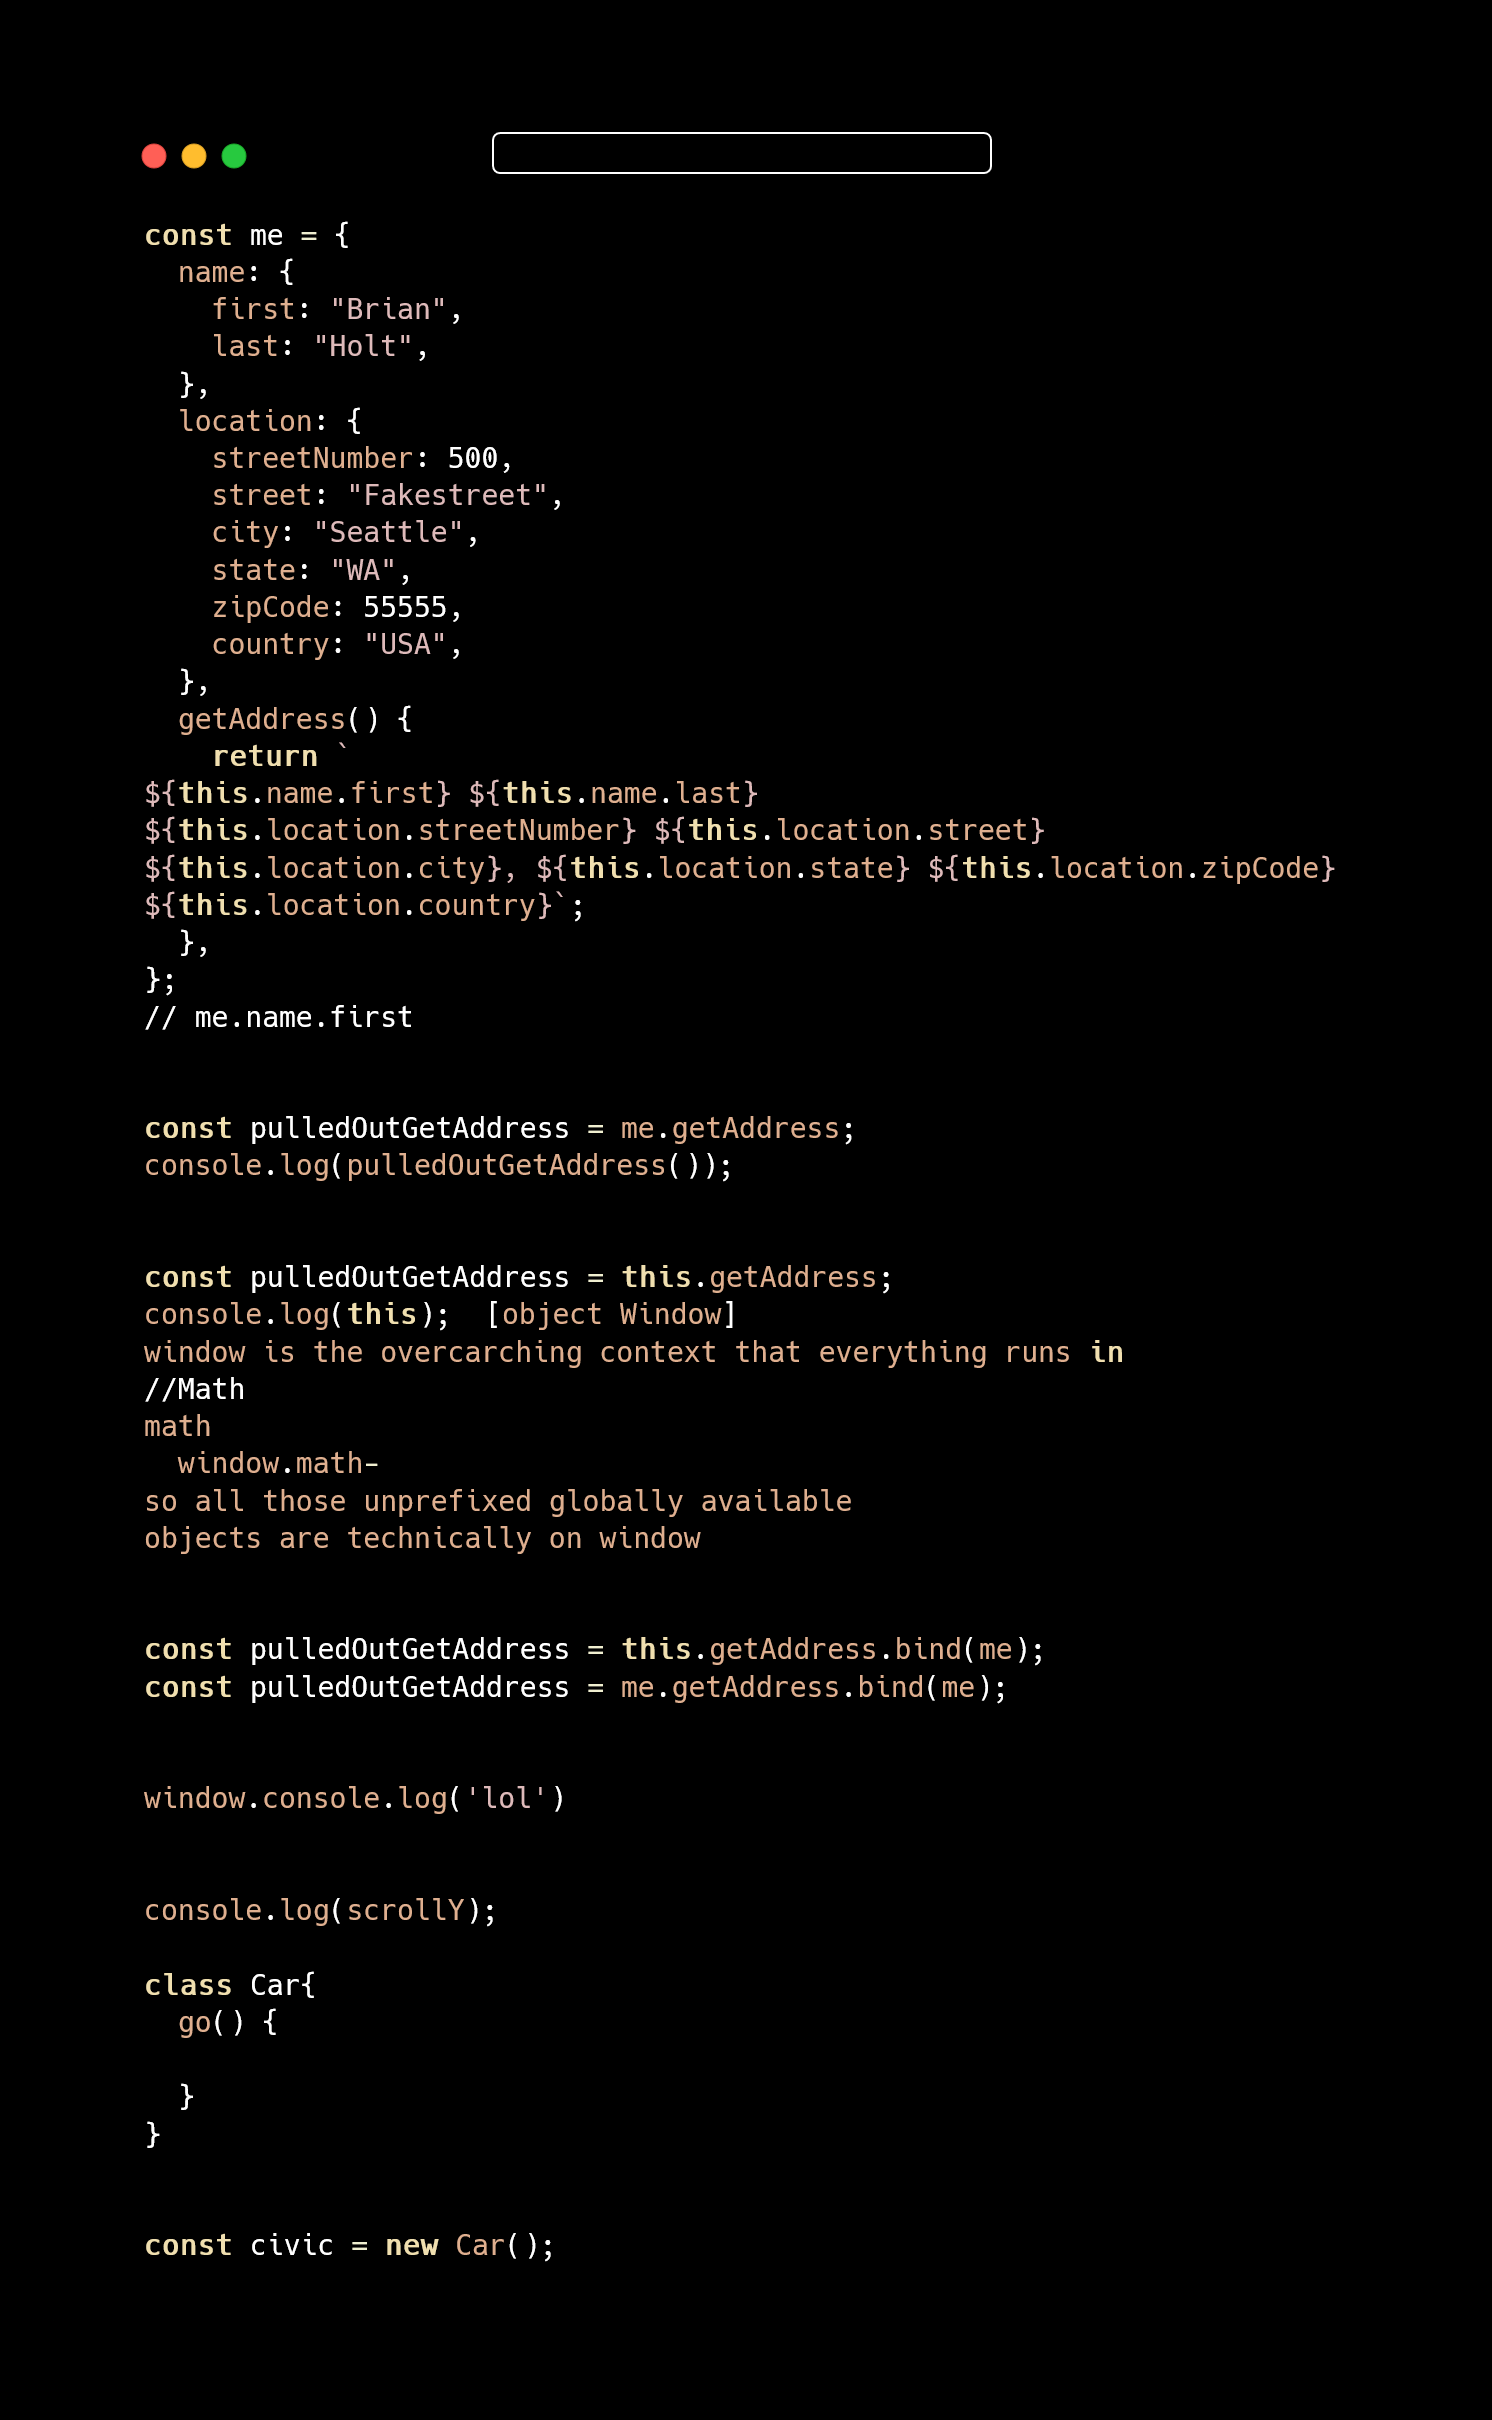 const me = {
  name: {
    first: "Brian",
    last: "Holt",
  },
  location: {
    streetNumber: 500,
    street: "Fakestreet",
    city: "Seattle",
    state: "WA",
    zipCode: 55555,
    country: "USA",
  },
  getAddress() {
    return `
${this.name.first} ${this.name.last}
${this.location.streetNumber} ${this.location.street}
${this.location.city}, ${this.location.state} ${this.location.zipCode}
${this.location.country}`;
  },
};
// me.name.first
const pulledOutGetAddress = me.getAddress;
console.log(pulledOutGetAddress());
const pulledOutGetAddress = this.getAddress;
console.log(this);  [object Window]
window is the overcarching context that everything runs in
//Math
math
  window.math-
so all those unprefixed globally available
objects are technically on window
const pulledOutGetAddress = this.getAddress.bind(me);
const pulledOutGetAddress = me.getAddress.bind(me);
window.console.log('lol')
console.log(scrollY);
class Car{
  go() {
  }
}
const civic = new Car();